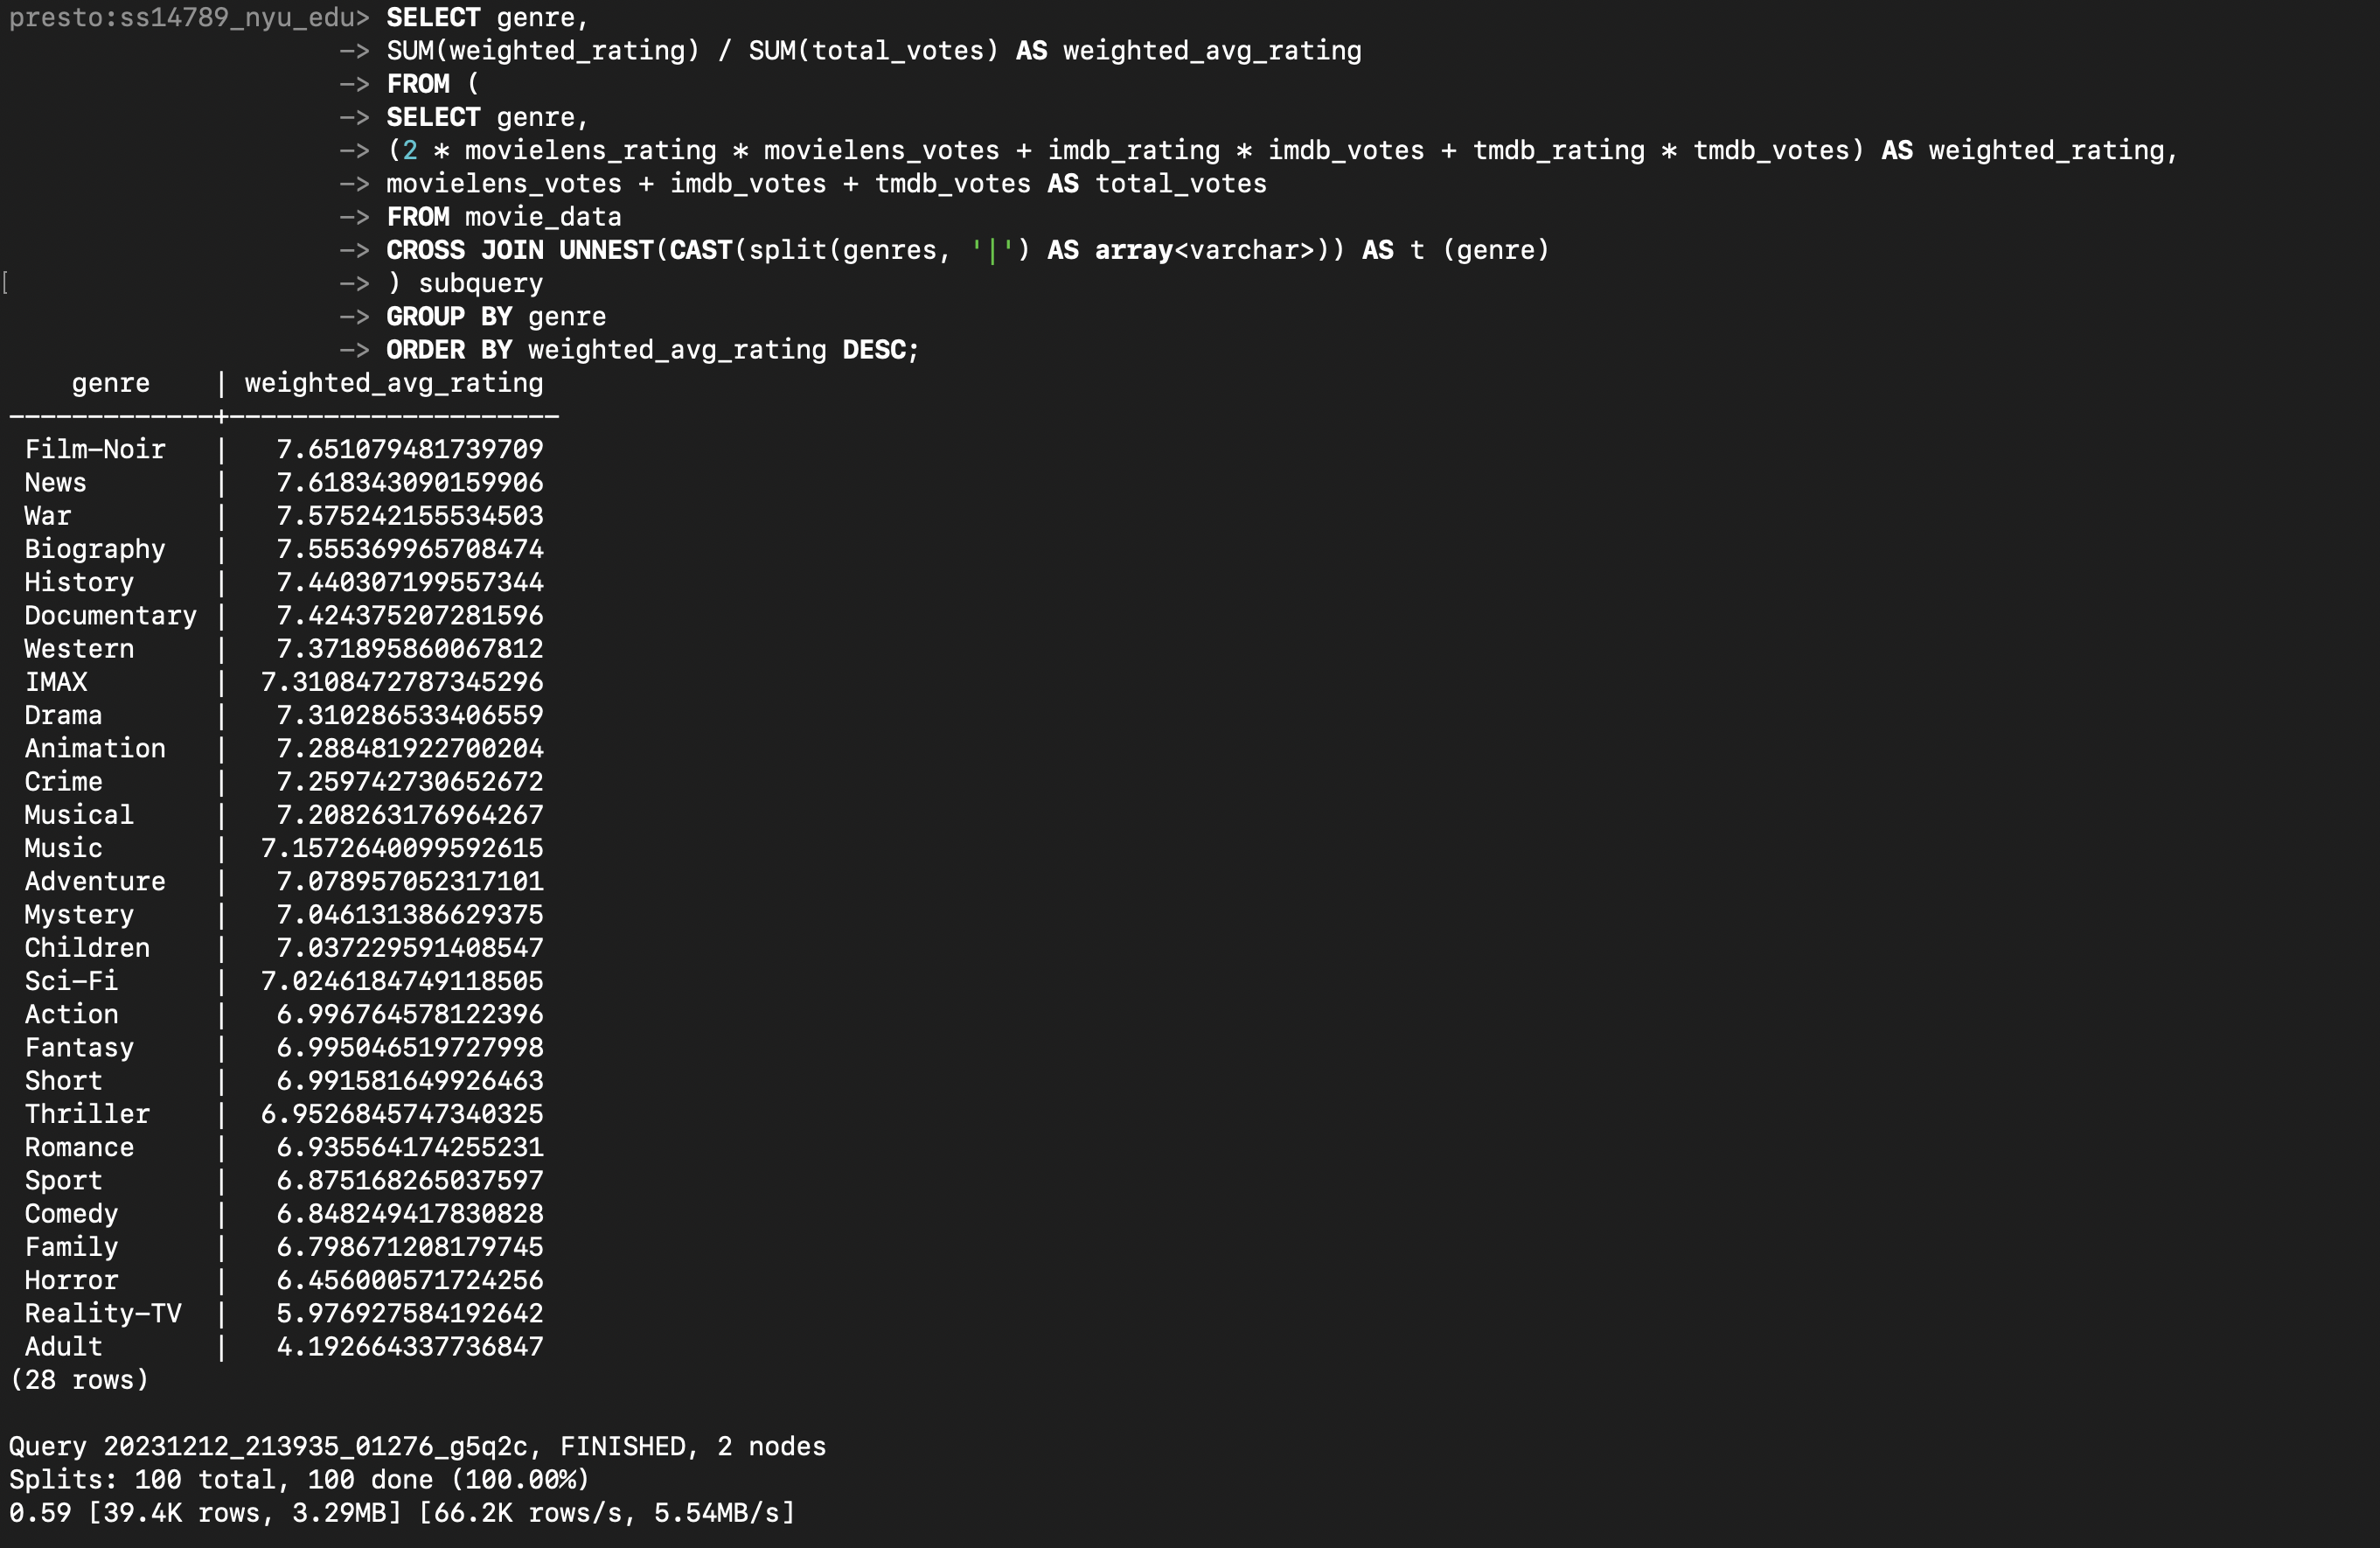 presto:ss14789_nyu_edu> SELECT genre,
-> SUM(weighted_rating) / SUM(total_votes) AS weighted_avg_rating
-> FROM (
-> SELECT genre,
-> (2 * movielens_rating * movielens_votes + imdb_rating * imdb_votes + tmdb_rating * tmdb_votes) AS weighted_rating,
-> movielens_votes + imdb_votes + tmdb_votes AS total_votes
-> FROM movie_data
-> CROSS JOIN UNNEST(CAST(split(genres, '|') AS array<varchar>)) AS t (genre)
[ -> ) subquery
-> GROUP BY genre
-> ORDER BY weighted_avg_rating DESC;
genre | weighted_avg_rating
-------------+---------------------
Film-Noir | 7.651079481739709
News | 7.618343090159906
War | 7.575242155534503
Biography | 7.555369965708474
History | 7.440307199557344
Documentary | 7.424375207281596
Western | 7.371895860067812
IMAX | 7.3108472787345296
Drama | 7.310286533406559
Animation | 7.288481922700204
Crime | 7.259742730652672
Musical | 7.208263176964267
Music | 7.1572640099592615
Adventure | 7.078957052317101
Mystery | 7.046131386629375
Children | 7.037229591408547
Sci-Fi | 7.0246184749118505
Action | 6.996764578122396
Fantasy | 6.995046519727998
Short | 6.991581649926463
Thriller | 6.9526845747340325
Romance | 6.935564174255231
Sport | 6.875168265037597
Comedy | 6.848249417830828
Family | 6.798671208179745
Horror | 6.456000571724256
Reality-TV | 5.976927584192642
Adult | 4.192664337736847
(28 rows)
Query 20231212_213935_01276_g5q2c, FINISHED, 2 nodes
Splits: 100 total, 100 done (100.00%)
0.59 [39.4K rows, 3.29MB] [66.2K rows/s, 5.54MB/s]